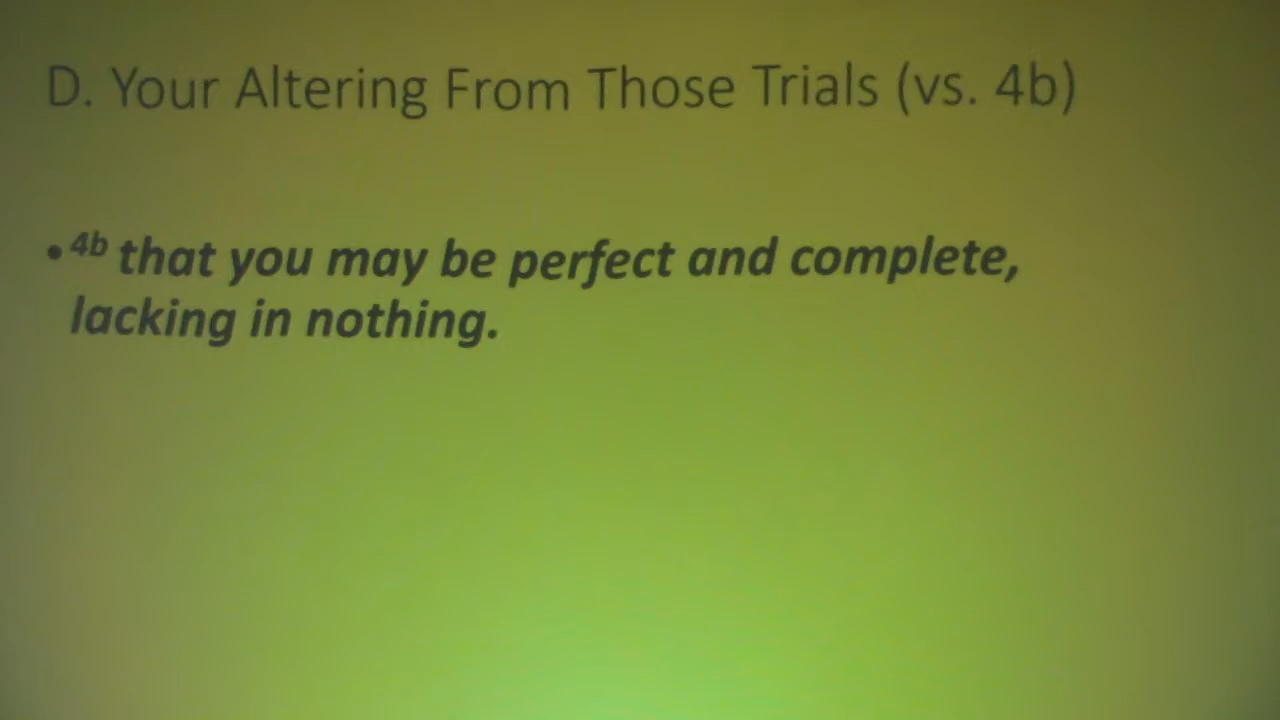 D. Your Altering From Those Trials (vs. 4b)
• 4b that you may be perfect and complete,
lacking in nothing.